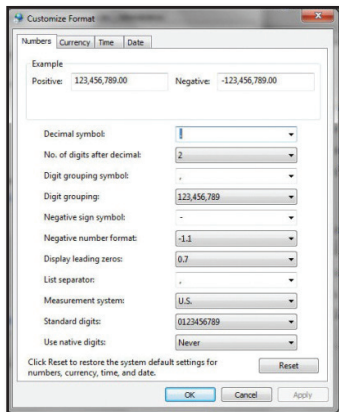 Customize Format
Numbers Currency Time Date
Example
Positive: 123,456,789.00 Negative: -123,456,789.00
Decimal symbol: .
No. of digits after decimal: 2
Digit grouping symbol: ,
Digit grouping: 123,456,789
Negative sign symbol: -
Negative number format: -1.1
Display leading zeros: 0.7
List separator: ,
Measurement system: U.S.
Standard digits: 0123456789
Use native digits: Never
Click Reset to restore the system default settings for
numbers, currency, time, and date.
Reset
OK Cancel Apply